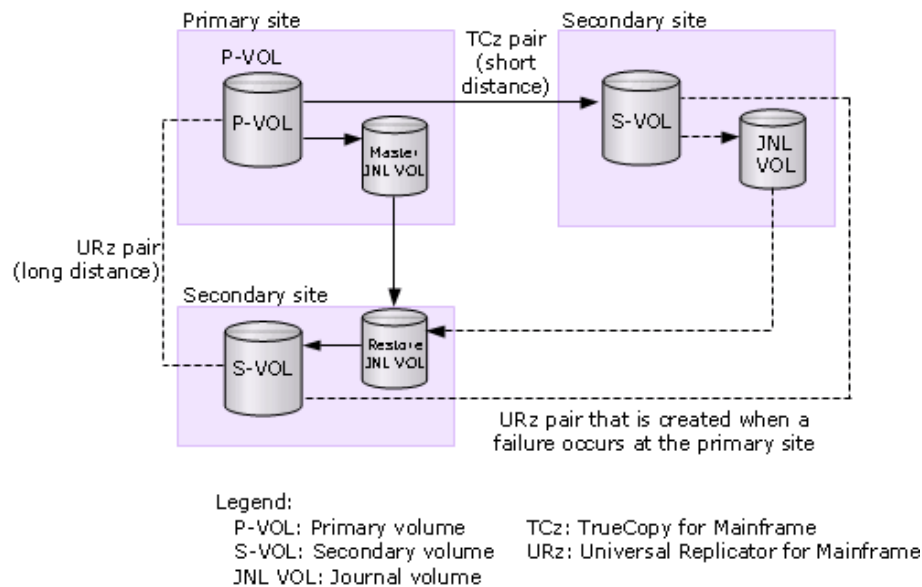 Primary site
Secondary site
TCz pair
(short
distance)
P-VOL
P-VOL
S-VOL
Master
JNL VOL
JNL
VOL
URz pair
(long distance)
Secondary site
S-VOL
Restore
JNL VOL
URz pair that is created when a
failure occurs at the primary site
Legend:
P-VOL: Primary volume
TCz: TrueCopy for Mainframe
S-VOL: Secondary volume
URz: Universal Replicator for Mainframe
JNL VOL: Journal volume